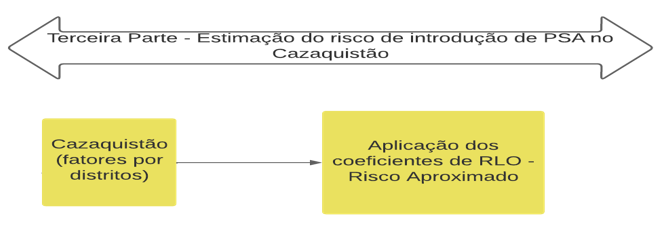 Terceira Parte - Estimação do risco de introdução de PSA no
Cazaquistão
Cazaquistão
(fatores por
distritos)
Aplicação dos
coeficientes de RLO -
Risco Aproximado